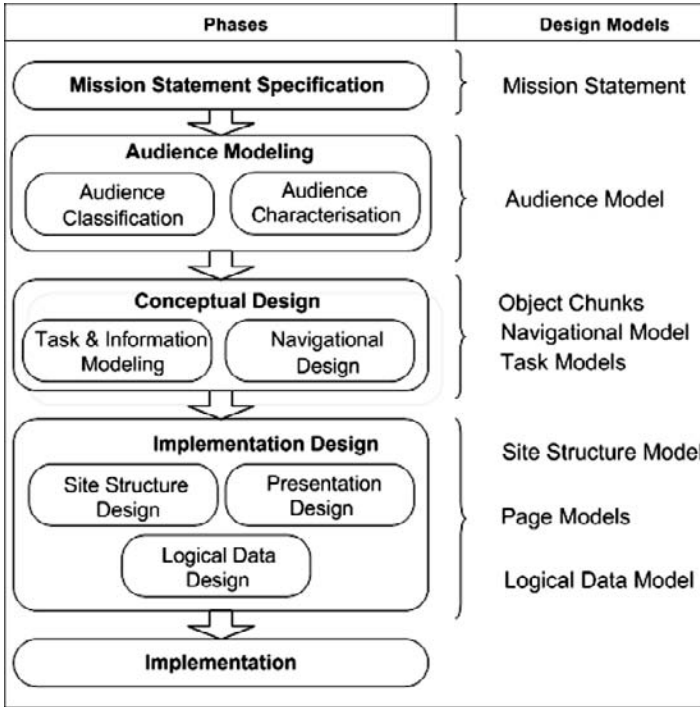 Phases
Design Models
Mission Statement Specification
Mission Statement
Audience Modeling
Audience
Classification
Audience
Characterisation
Audience Model
Conceptual Design
Task & Information
Modeling
Navigational
Design
Object Chunks
Navigational Model
Task Models
Implementation Design
Site Structure
Design
Presentation
Design
Logical Data
Design
Site Structure Model
Page Models
Logical Data Model
Implementation